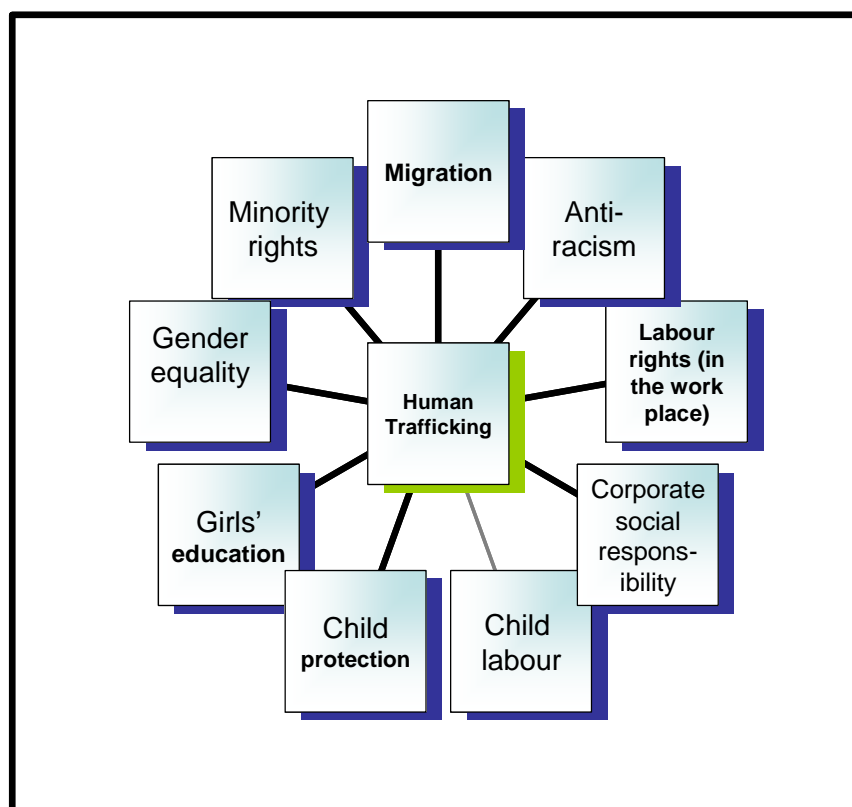 Migration
Minority
rights
Anti-
racism
Gender
equality
Labour
rights (in
the work
place)
Human
Trafficking
Girls’
education
Corporate
social
respons-
ibility
Child
protection
Child
labour